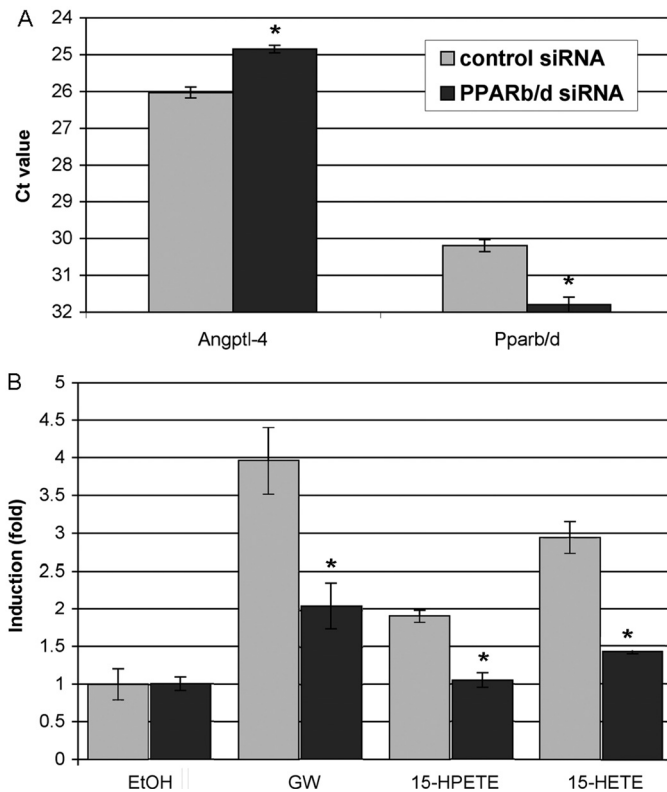 A
24
25
26
27
28
29
30
31
32
Ct value
control siRNA
PPARb/d siRNA
*
*
Angptl-4
Pparb/d
B
5
4.5
4
3.5
3
2.5
2
1.5
1
0.5
0
Induction (fold)
*
*
*
EtOH
GW
15-HPETE
15-HETE